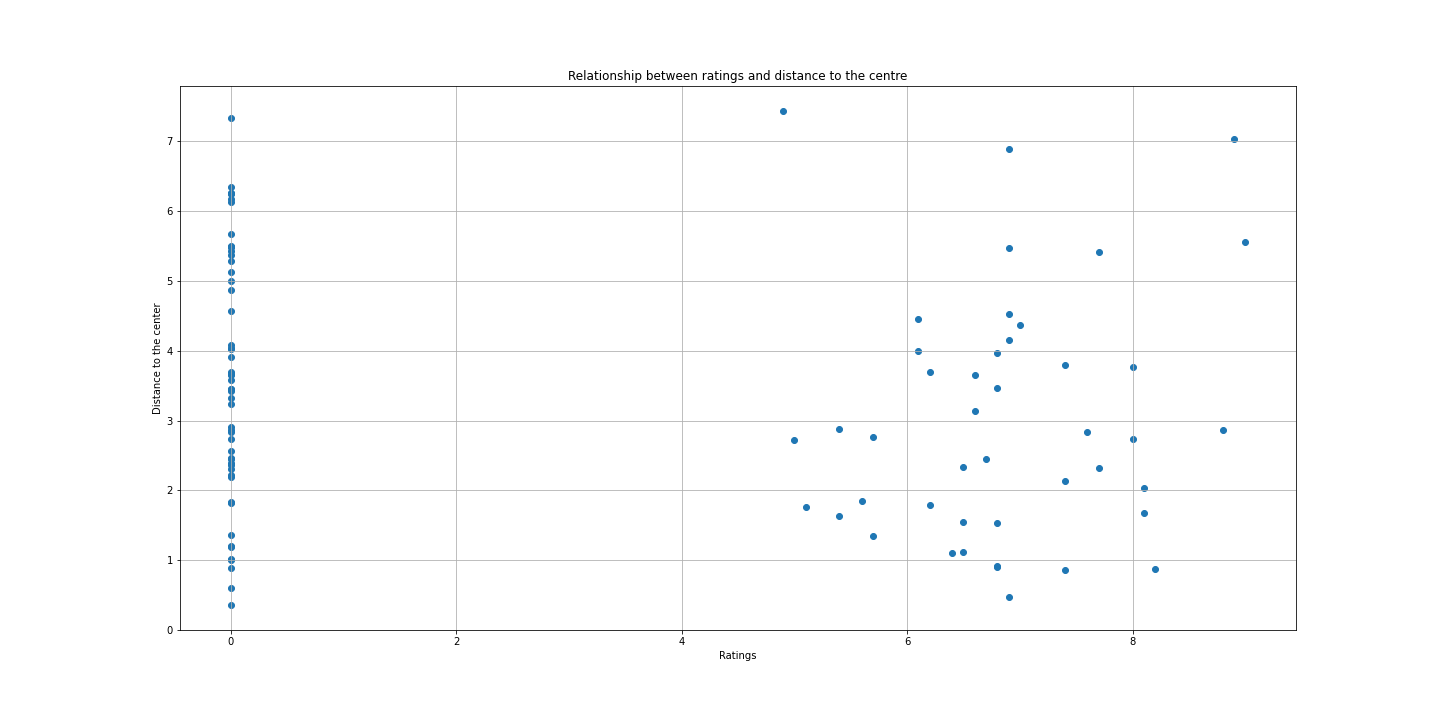 Relationship between ratings and distance to the centre
Distance to the center
7
6
5
4
3
2
1
0
0 2 4 6 8
Ratings